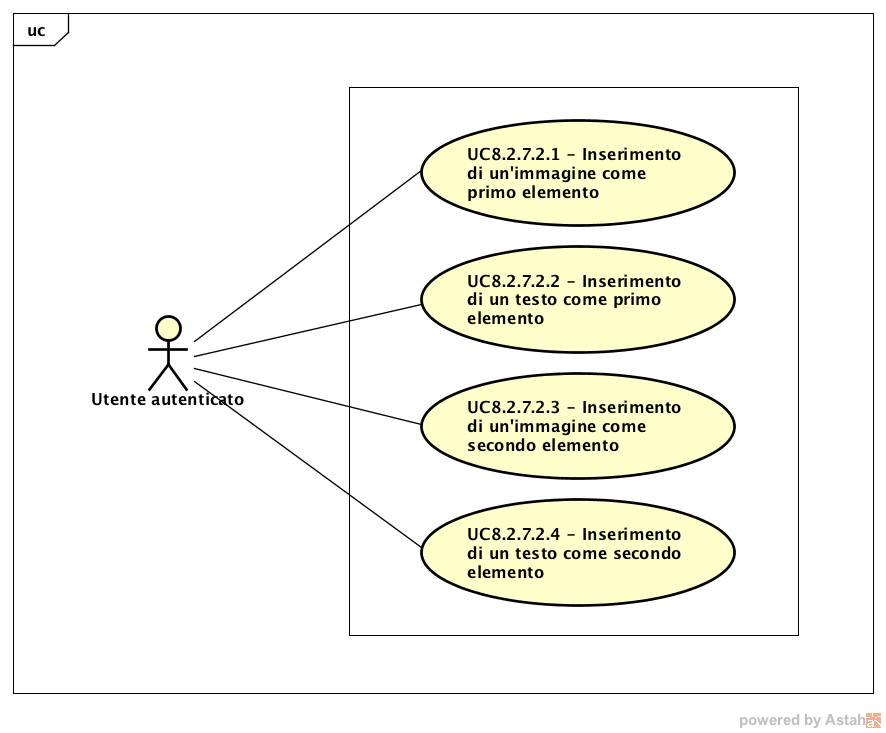 uc
UC8.2.7.2.1 - Inserimento
di un'immagine come
primo elemento
UC8.2.7.2.2 - Inserimento
di un testo come primo
elemento
Utente autenticato
UC8.2.7.2.3 - Inserimento
di un'immagine come
secondo elemento
UC8.2.7.2.4 - Inserimento
di un testo come secondo
elemento
powered by Astah